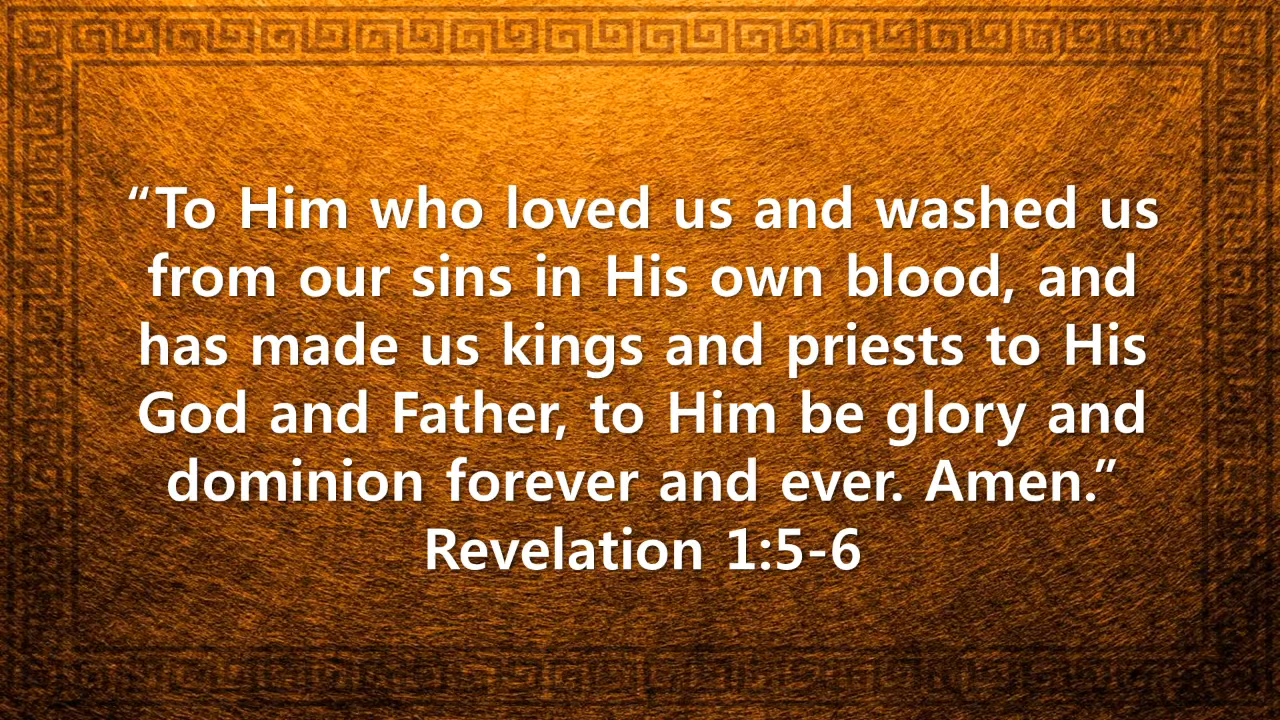 “To Him who loved us and washed us
from our sins in His own blood, and
has made us kings and priests to His
God and Father, to Him be glory and
dominion forever and ever. Amen.”
Revelation 1:5-6